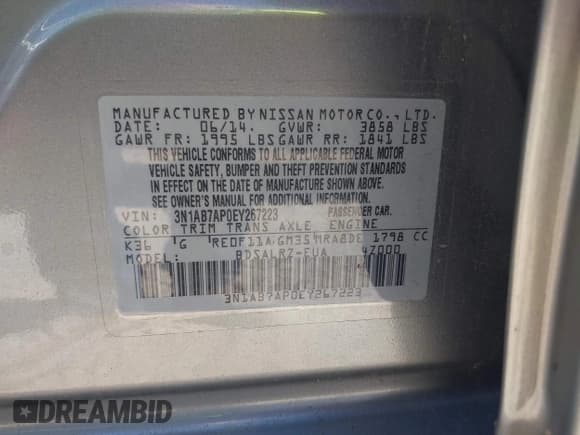 MANUFACTURED BY NISSAN MOTOR CO., LTD.
DATE: 06/14. GVWR: 3858 LBS
GAWR FR: 1995 LBS GAWR RR: 1841 LBS
THIS VEHICLE CONFORMS TO ALL APPLICABLE FEDERAL MOTOR
VEHICLE SAFETY, BUMPER AND THEFT PREVENTION STANDARDS
IN EFFECT ON THE DATE OF MANUFACTURE SHOWN ABOVE.
SEE OWNER'S MANUAL FOR ADDITIONAL INFORMATION
VIN: 3N1AB7AP0EY267223 PASSENGER CAR.
COLOR TRIM TRANS AXLE ENGINE
K36 G RE0F11A GM35 MRA8DE 1798 CC
MODEL: BDSALR7-EUA 47000
3N1AB7AP0EY267223
DREAMBID